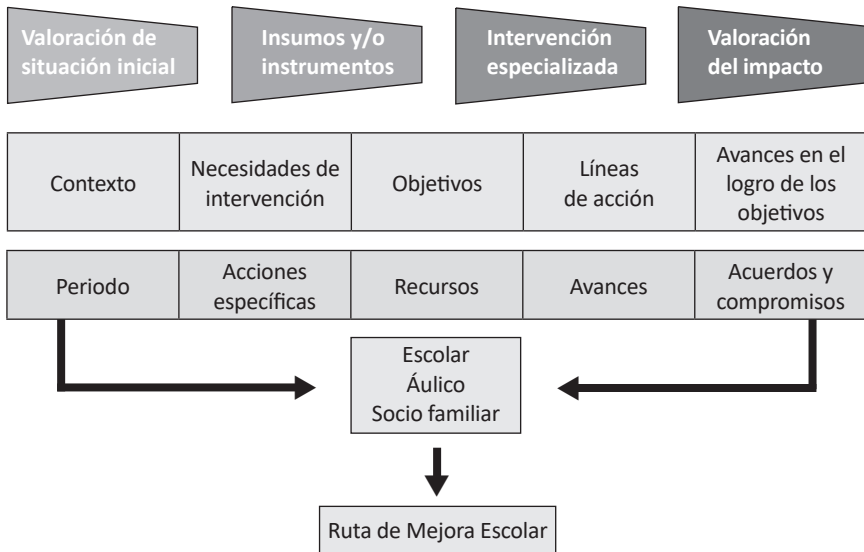 Valoración de
situación inicial
Insumos y/o
instrumentos
Intervención
especializada
Valoración
del impacto
Contexto
Necesidades de
intervención
Objetivos
Líneas
de acción
Avances en el
logro de los
objetivos
Periodo
Acciones
específicas
Recursos
Avances
Acuerdos y
compromisos
Escolar
Áulico
Socio familiar
Ruta de Mejora Escolar